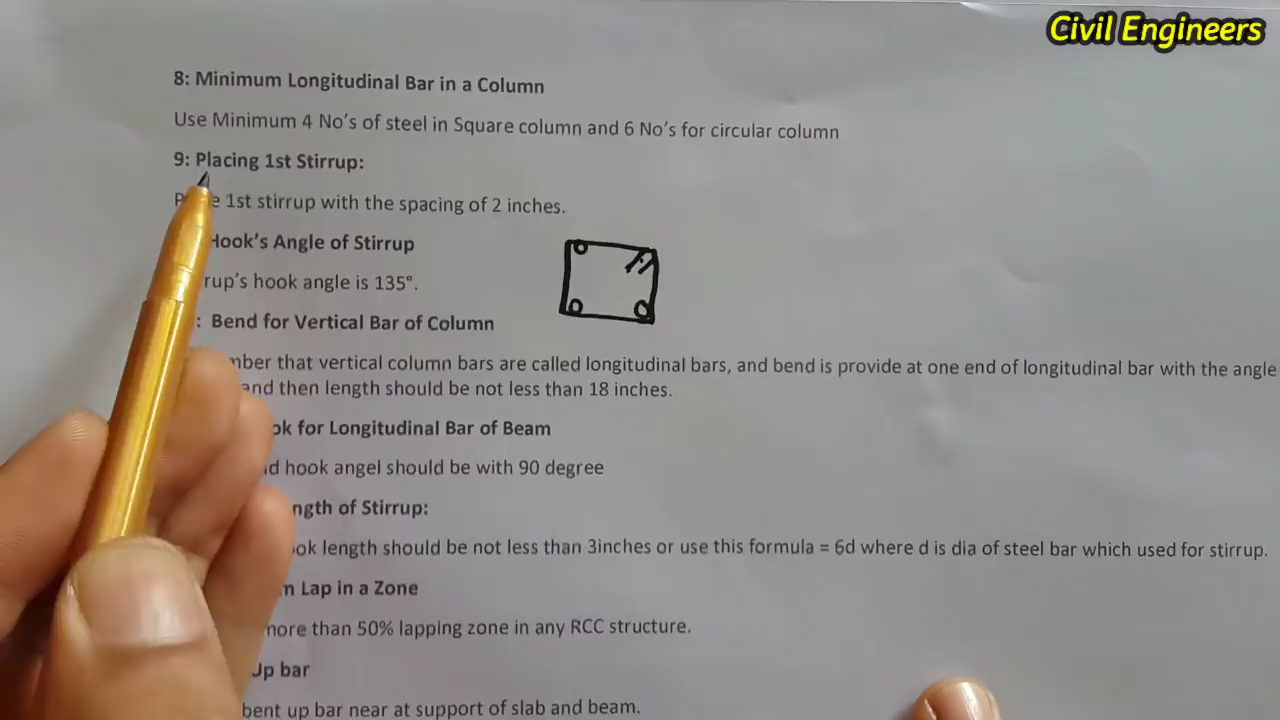 Civil Engineers
8: Minimum Longitudinal Bar in a Column
Use Minimum 4 No's of steel in Square column and 6 No's for circular column
9: Placing 1st Stirrup:
1st stirrup with the spacing of 2 inches.
Hook's Angle of Stirrup
hook angle is 135°.
: Bend for Vertical Bar of Column
that vertical column bars are called longitudinal bars, and bend is provide at one end of longitudinal bar with the angle
and then length should be not less than 18 inches.
for Longitudinal Bar of Beam
hook angel should be with 90 degree
of Stirrup:
length should be not less than 3inches or use this formula = 6d where d is dia of steel bar which used for stirrup.
Lap in a Zone
more than 50% lapping zone in any RCC structure.
Up bar
bent up bar near at support of slab and beam.